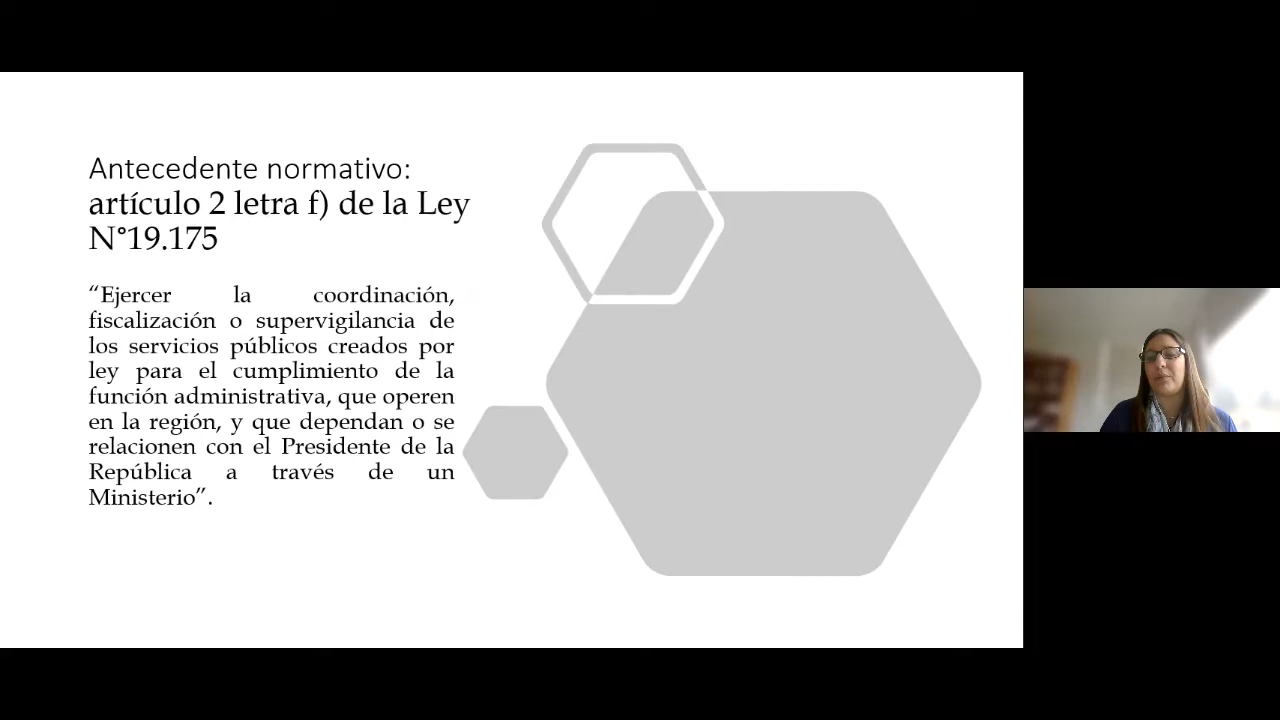 Antecedente normativo:
artículo 2 letra f) de la Ley
N°19.175
“Ejercer la coordinación,
fiscalización o supervigilancia de
los servicios públicos creados por
ley para el cumplimiento de la
función administrativa, que operen
en la región, y que dependan o se
relacionen con el Presidente de la
República a través de un
Ministerio”.